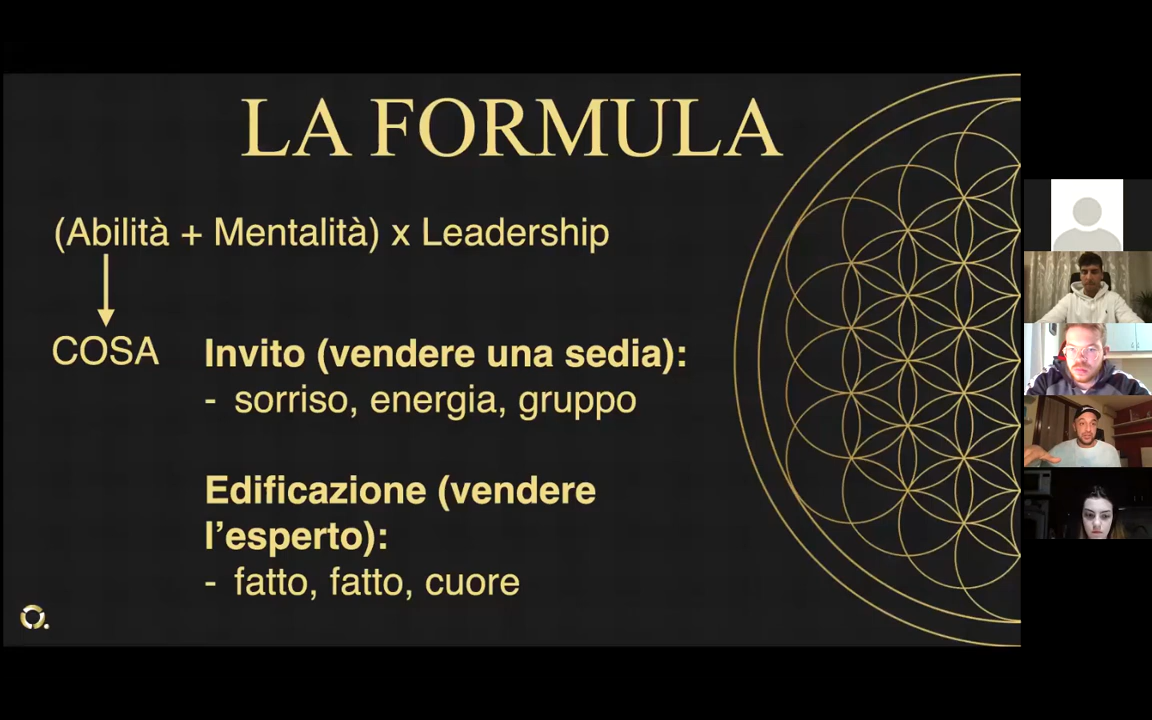 LA FORMULA
(Abilità + Mentalità) x Leadership
COSA
Invito (vendere una sedia):
- sorriso, energia, gruppo
Edificazione (vendere
l’esperto):
- fatto, fatto, cuore